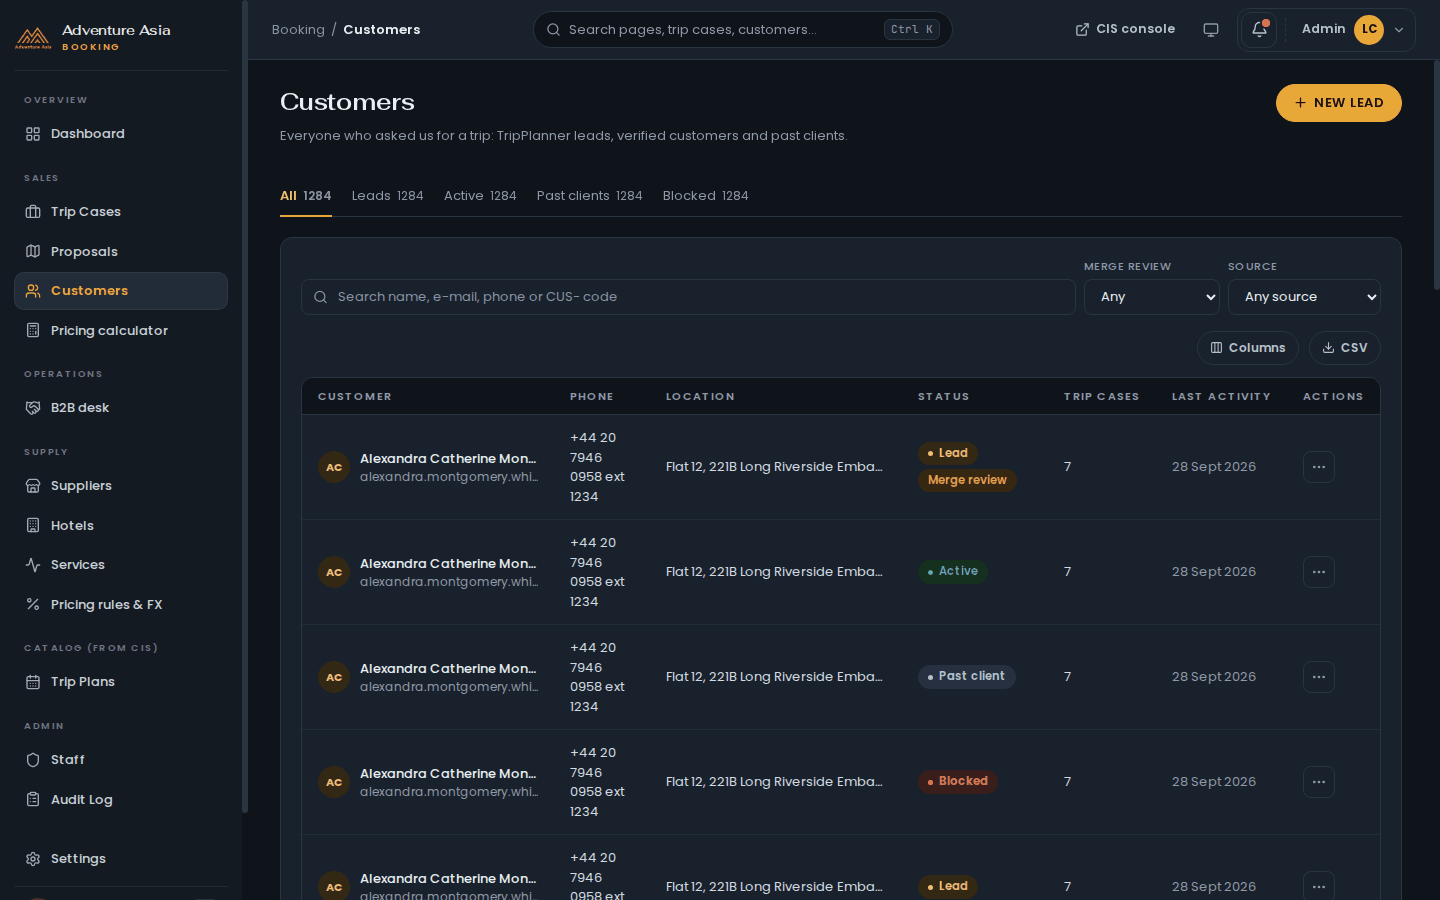 Adventure Asia
BOOKING
Adventure Asia
Booking / Customers
Search pages, trip cases, customers...
Ctrl K
CIS console
Admin
LC
OVERVIEW
Dashboard
SALES
Trip Cases
Proposals
Customers
Pricing calculator
OPERATIONS
B2B desk
SUPPLY
Suppliers
Hotels
Services
Pricing rules & FX
CATALOG (FROM CIS)
Trip Plans
ADMIN
Staff
Audit Log
Settings
Customers
NEW LEAD
Everyone who asked us for a trip: TripPlanner leads, verified customers and past clients.
All 1284
Leads 1284
Active 1284
Past clients 1284
Blocked 1284
MERGE REVIEW
SOURCE
Search name, e-mail, phone or CUS- code
Any
Any source
Columns
CSV
CUSTOMER PHONE LOCATION STATUS TRIP CASES LAST ACTIVITY ACTIONS
AC
Alexandra Catherine Mon...
alexandra.montgomery.whi...
+44 20
7946
0958 ext
1234
Flat 12, 221B Long Riverside Emba...
Lead
Merge review
7
28 Sept 2026
AC
Alexandra Catherine Mon...
alexandra.montgomery.whi...
+44 20
7946
0958 ext
1234
Flat 12, 221B Long Riverside Emba...
Active
7
28 Sept 2026
AC
Alexandra Catherine Mon...
alexandra.montgomery.whi...
+44 20
7946
0958 ext
1234
Flat 12, 221B Long Riverside Emba...
Past client
7
28 Sept 2026
AC
Alexandra Catherine Mon...
alexandra.montgomery.whi...
+44 20
7946
0958 ext
1234
Flat 12, 221B Long Riverside Emba...
Blocked
7
28 Sept 2026
AC
Alexandra Catherine Mon...
alexandra.montgomery.whi...
+44 20
7946
0958 ext
Flat 12, 221B Long Riverside Emba...
Lead
7
28 Sept 2026